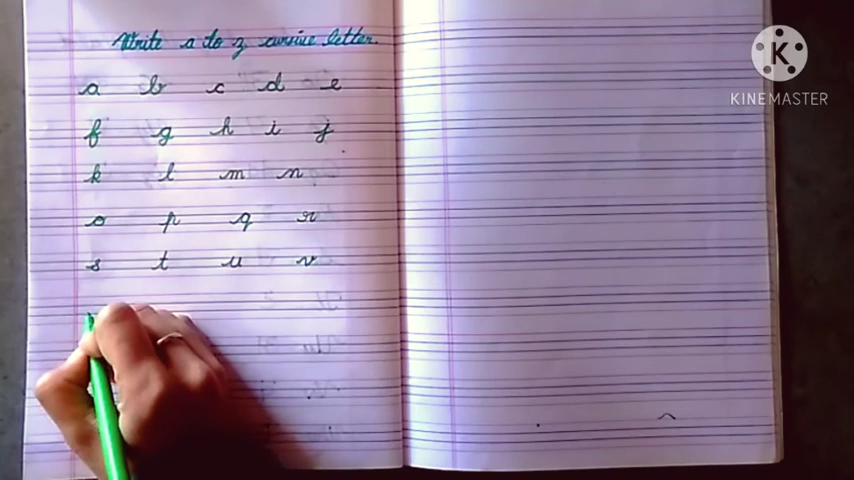 Write a to z cursive letter.
a b c d e
f g h i j
k l m n
o p q r
s t u v
K
KINEMASTER